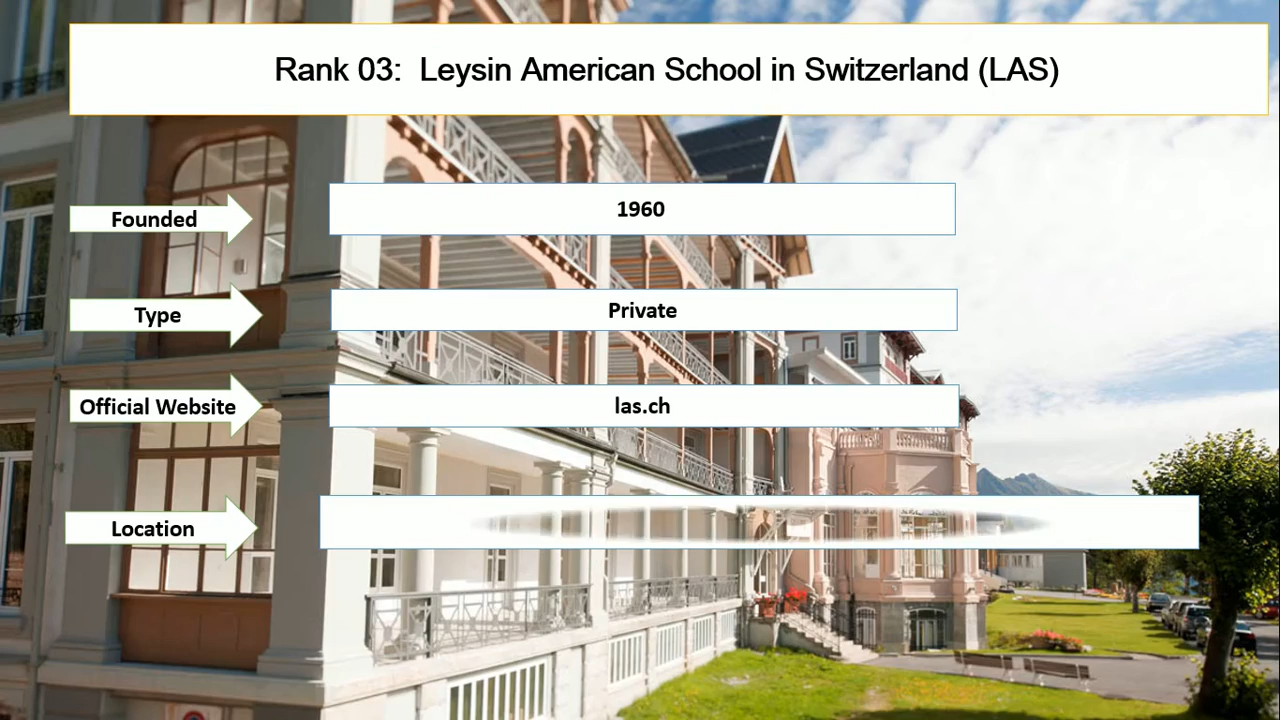 Rank 03:  Leysin American School in Switzerland (LAS)
Founded
1960
Type
Private
Official Website
las.ch
Location